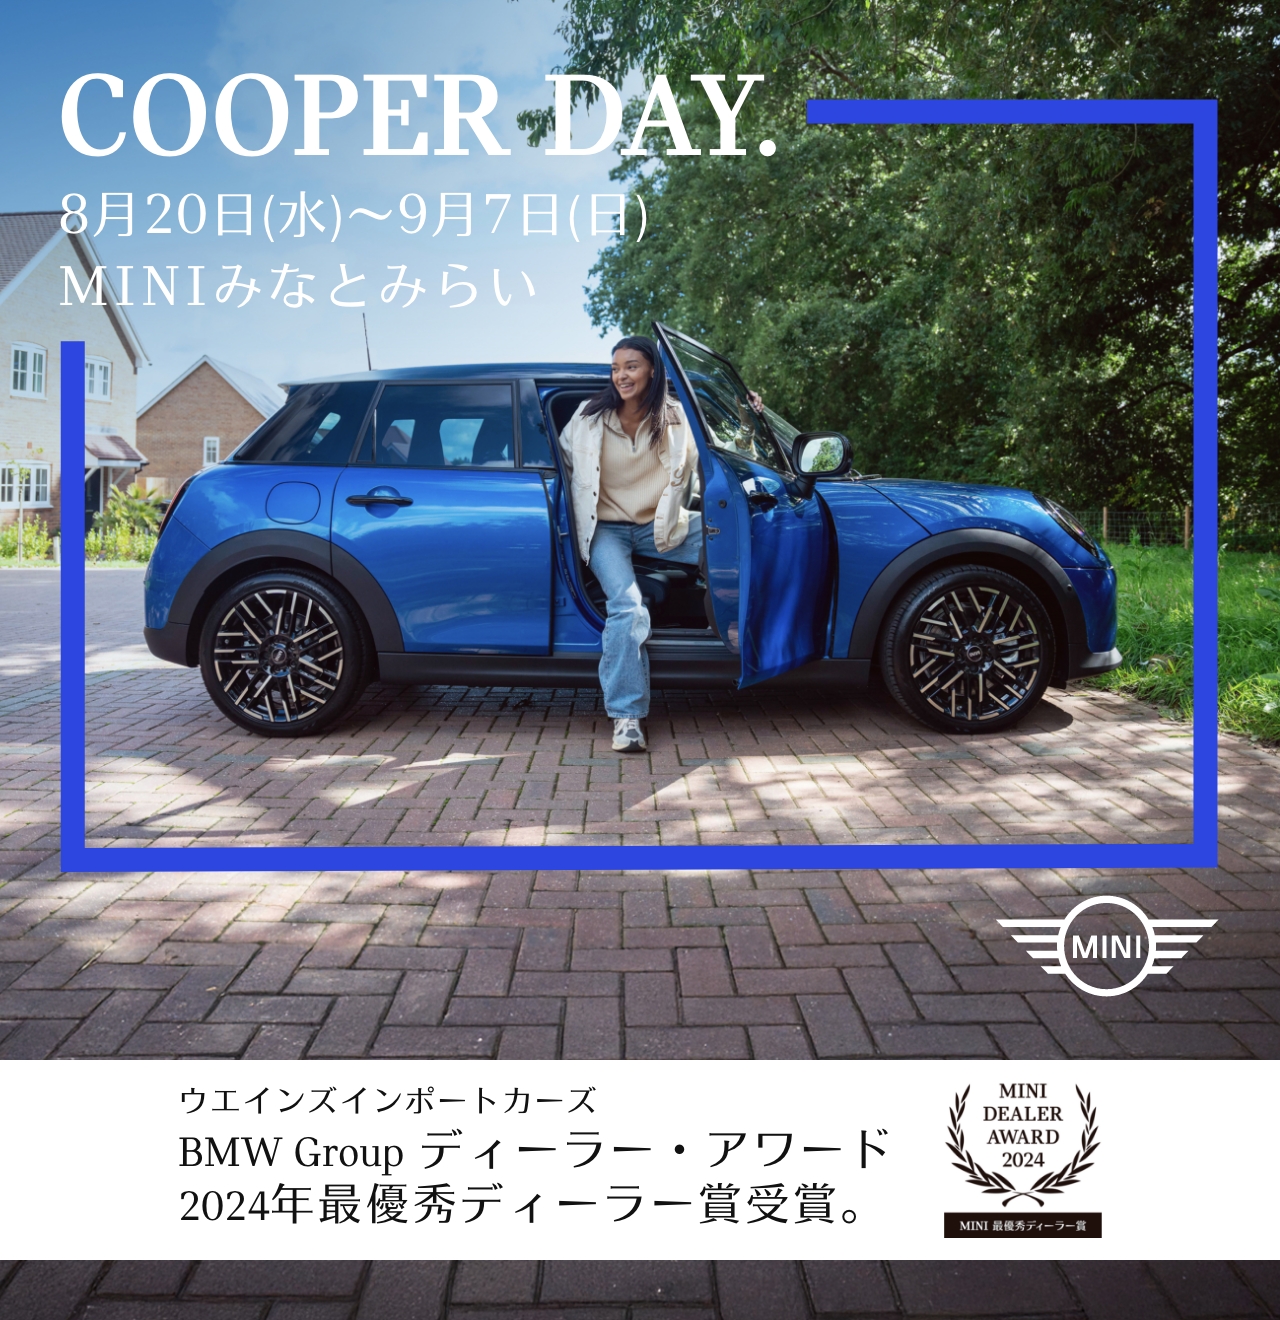 COOPER DAY.
8月20日(水)〜9月7日(日)
MINIみなとみらい
MINI
ウエインズインポートカーズ
BMW Group ディーラー・アワード
2024年最優秀ディーラー賞受賞。
MINI
DEALER
AWARD
2024
MINI 最優秀ディーラー賞